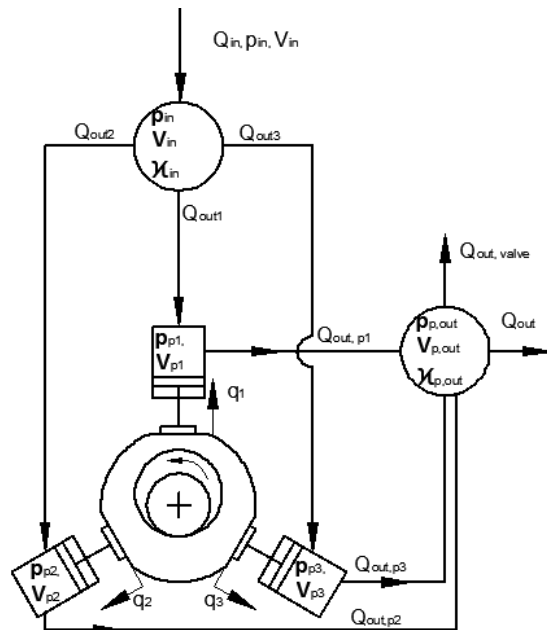 Qin, pin, Vin
pin
Vin
ϰin
Qout2
Qout3
Qout1
Qout, valve
pp1,
Vp1
Qout, p1
pp,out
Vp,out
ϰp,out
Qout
q1
pp2,
Vp2
q2
q3
pp3,
Vp3
Qout,p3
Qout,p2